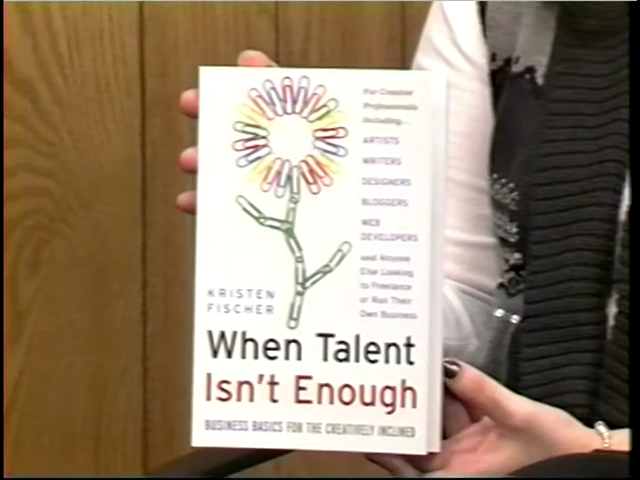 For Creative
Professionals
Including...
ARTISTS
WRITERS
DESIGNERS
BLOGGERS
WEB
DEVELOPERS
and Anyone
Else Looking
to Freelance
or Run Their
Own Business
KRISTEN
FISCHER
When Talent
Isn't Enough
BUSINESS BASICS FOR THE CREATIVELY INCLINED